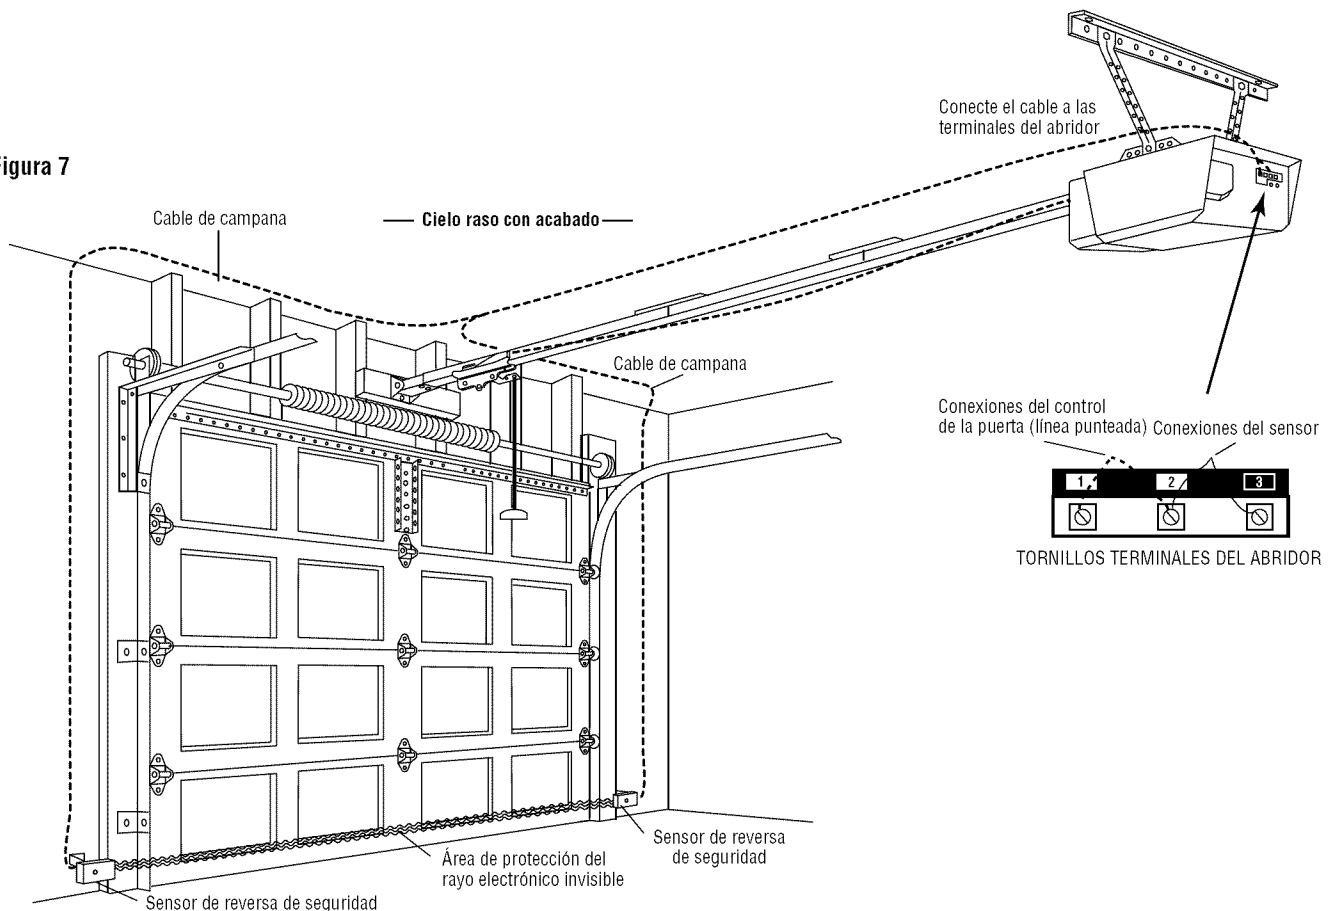 Conecte el cable a las
terminales del abridor
Figura 7
Cable de campana
Cielo raso con acabado
Cable de campana
Conexiones del control
de la puerta (línea punteada)
Conexiones del sensor
1 2 3
TORNILLOS TERMINALES DEL ABRIDOR
Sensor de reversa
de seguridad
Área de protección del
rayo electrónico invisible
Sensor de reversa de seguridad